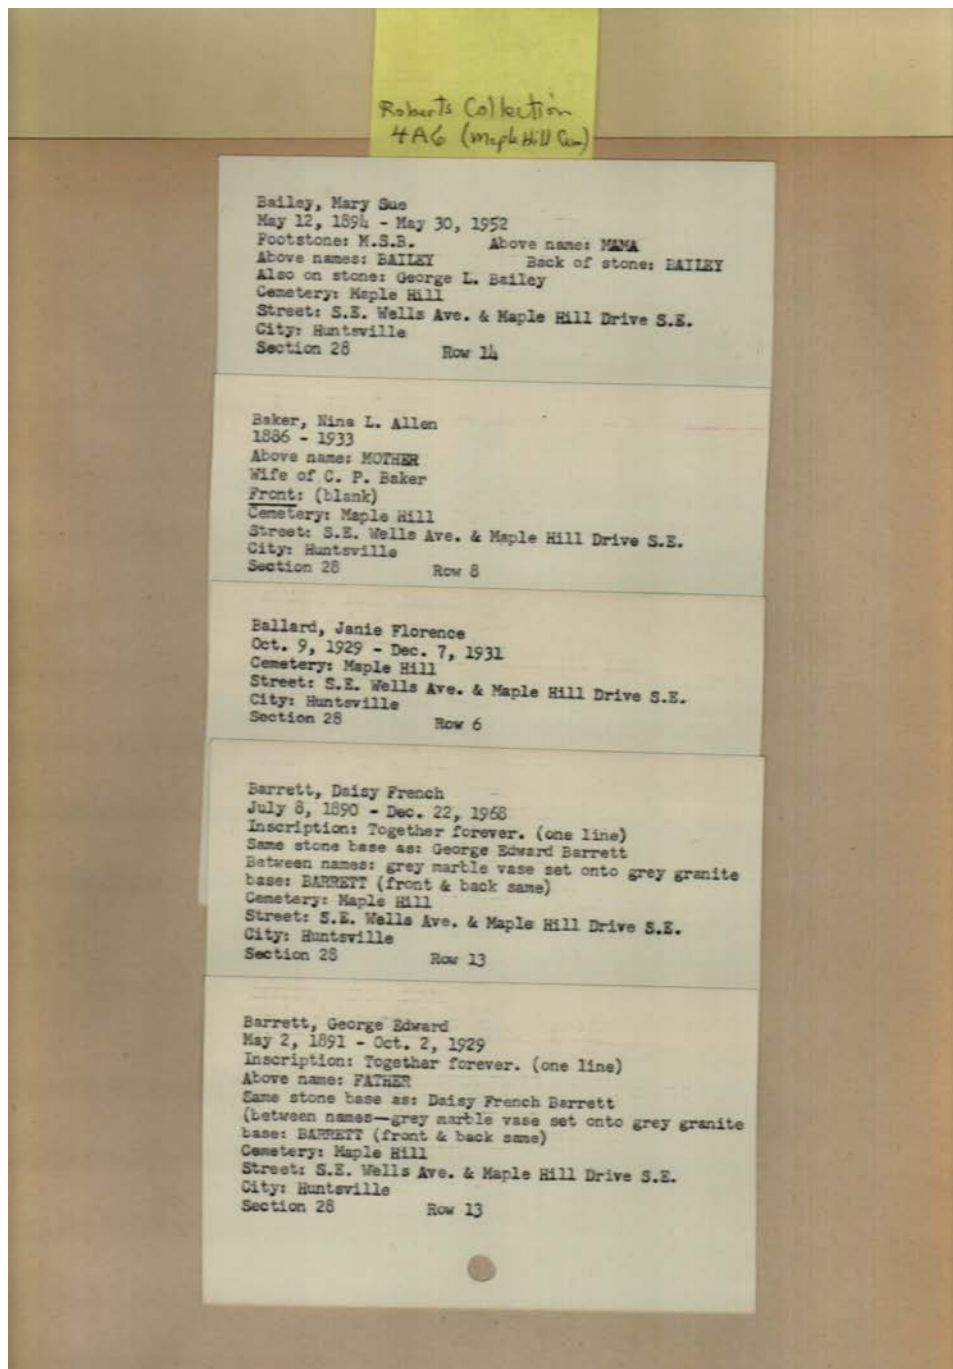 Roberts Collection
4A6 (Maple Hill Cem)
Bailey, Mary Sue
May 12, 1894 - May 30, 1952
Footstone: M.S.B. Above name: MAMA
Above names: BAILEY Back of stone: BAILEY
Also on stone: George L. Bailey
Cemetery: Maple Hill
Street: S.E. Wells Ave. & Maple Hill Drive S.E.
City: Huntsville
Section 28 Row 14
Baker, Nina L. Allen
1886 - 1933
Above name: MOTHER
Wife of C. P. Baker
Front: (blank)
Cemetery: Maple Hill
Street: S.E. Wells Ave. & Maple Hill Drive S.E.
City: Huntsville
Section 28 Row 8
Ballard, Janie Florence
Oct. 9, 1929 - Dec. 7, 1931
Cemetery: Maple Hill
Street: S.E. Wells Ave. & Maple Hill Drive S.E.
City: Huntsville
Section 28 Row 6
Barrett, Daisy French
July 8, 1890 - Dec. 22, 1968
Inscription: Together forever. (one line)
Same stone base as: George Edward Barrett
Between names: grey marble vase set onto grey granite
base: BARRETT (front & back same)
Cemetery: Maple Hill
Street: S.E. Wells Ave. & Maple Hill Drive S.E.
City: Huntsville
Section 28 Row 13
Barrett, George Edward
May 2, 1891 - Oct. 2, 1929
Inscription: Together forever. (one line)
Above name: FATHER
Same stone base as: Daisy French Barrett
(between names—grey marble vase set onto grey granite
base: BARRETT (front & back same)
Cemetery: Maple Hill
Street: S.E. Wells Ave. & Maple Hill Drive S.E.
City: Huntsville
Section 28 Row 13